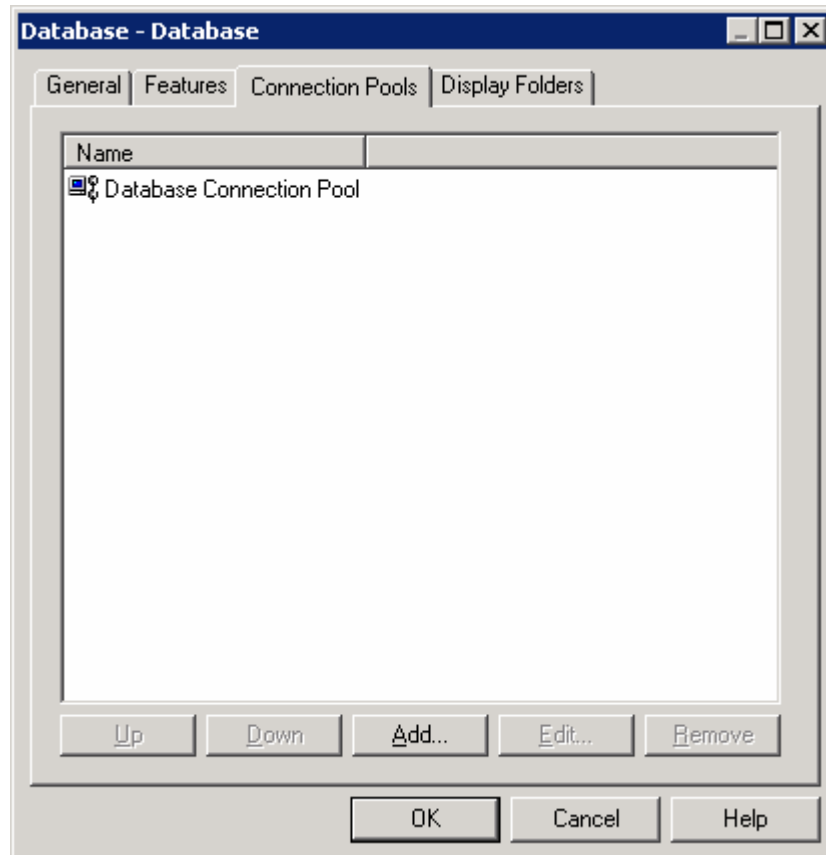 Database - Database
General Features Connection Pools Display Folders
Name
Database Connection Pool
Up Down Add... Edit... Remove
OK Cancel Help